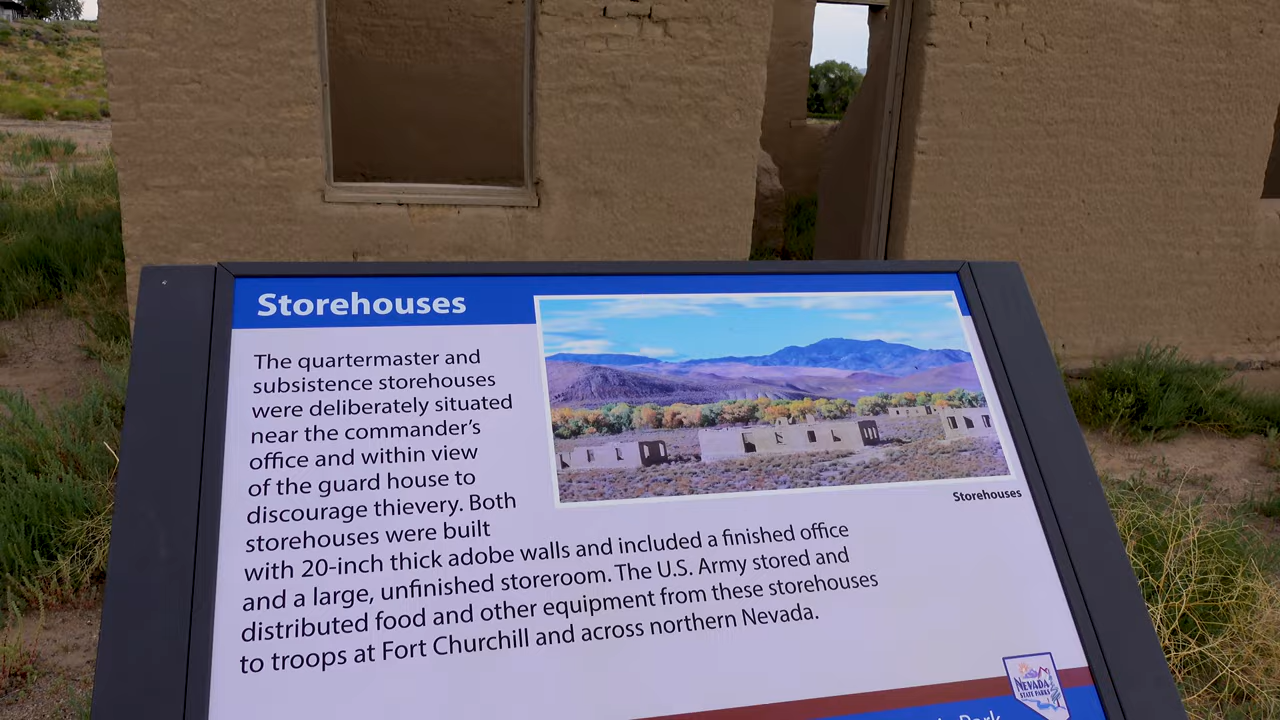 Storehouses
The quartermaster and
subsistence storehouses
were deliberately situated
near the commander's
office and within view
of the guard house to
discourage thievery. Both
storehouses were built
with 20-inch thick adobe walls and included a finished office
and a large, unfinished storeroom. The U.S. Army stored and
distributed food and other equipment from these storehouses
to troops at Fort Churchill and across northern Nevada.
Storehouses
NEVADA
STATE PARKS
Park